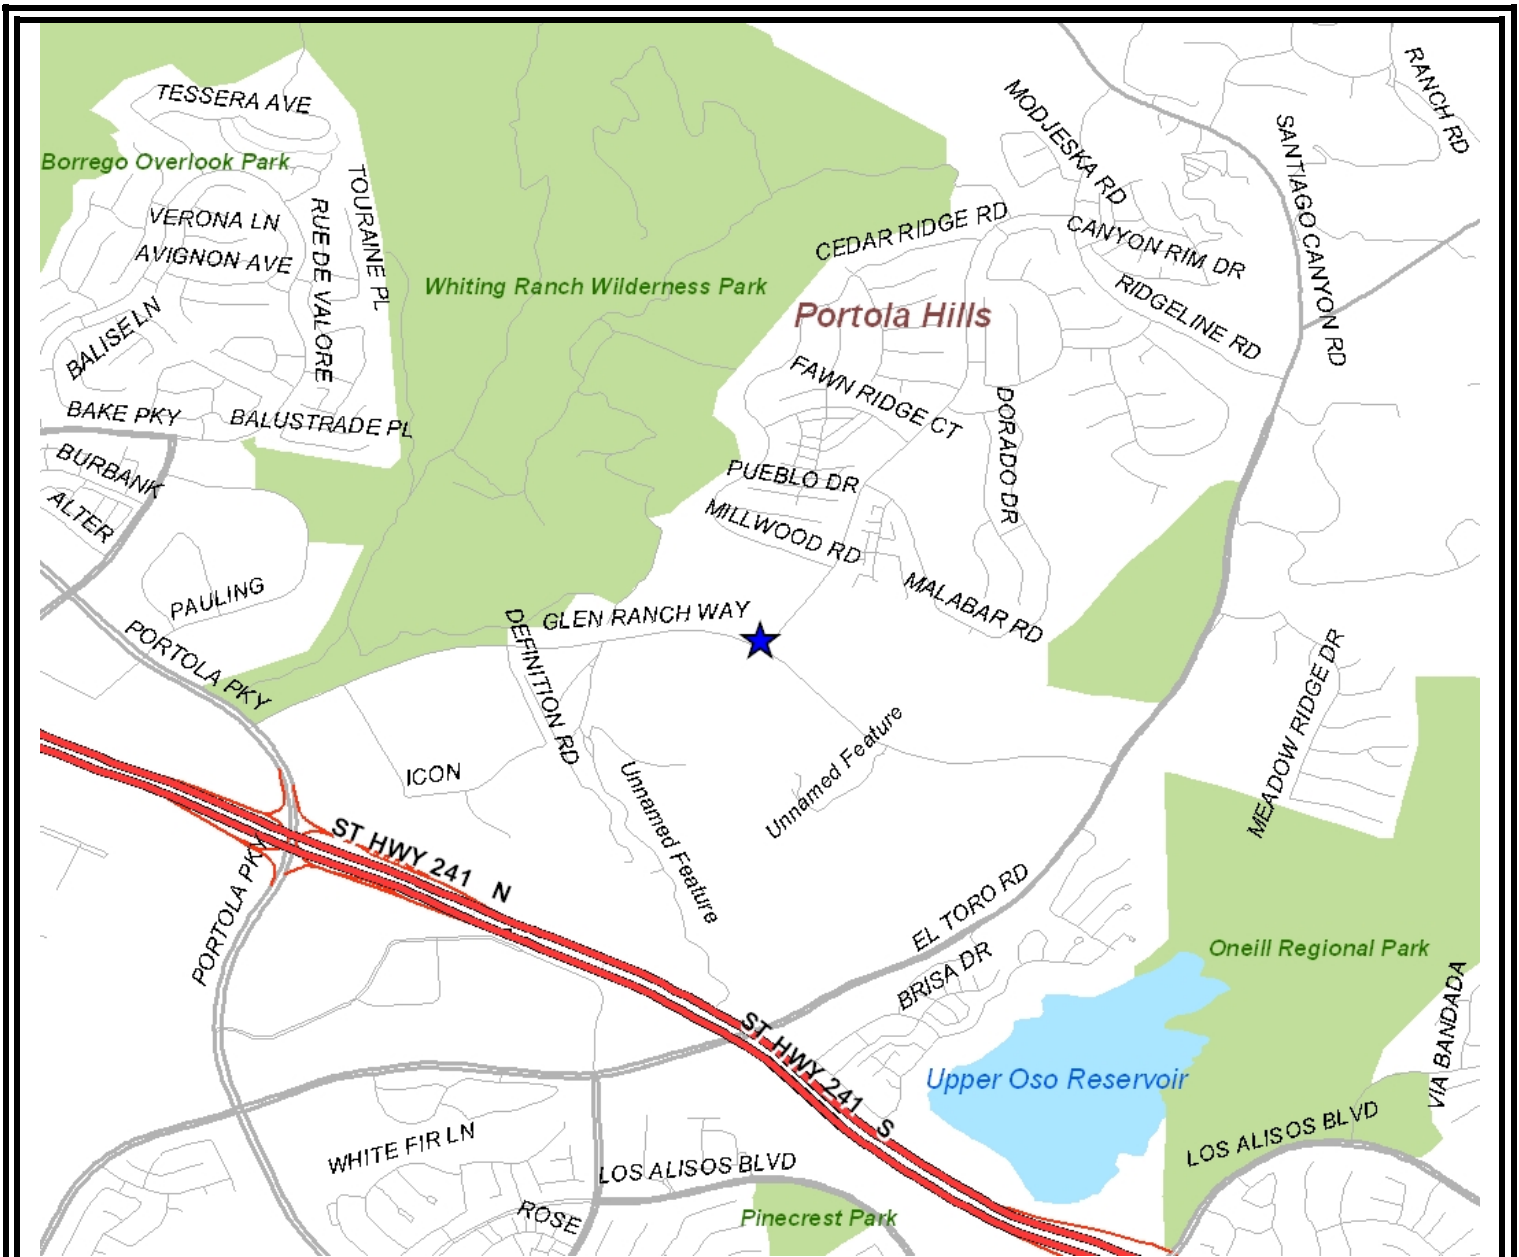 TESSERA AVE
Borrego Overlook Park
VERONA LN
AVIGNON AVE
RUE DE VALORE
TOURAINE PL
BALISE LN
BAKE PKY
BALUSTRADE PL
BURBANK
ALTER
PAULING
PORTOLA PKY
Whiting Ranch Wilderness Park
MODJESKA RD
RANCH RD
SANTIAGO CANYON RD
CEDAR RIDGE RD
CANYON RIM DR
RIDGELINE RD
Portola Hills
FAWN RIDGE CT
DORADO DR
PUEBLO DR
MILLWOOD RD
MALABAR RD
GLEN RANCH WAY
DEFINITION RD
MEADOW RIDGE DR
ICON
Unnamed Feature
Unnamed Feature
ST HWY 241 N
PORTOLA PKY
EL TORO RD
BRISA DR
Oneill Regional Park
VIA BANDADA
ST HWY 241 S
Upper Oso Reservoir
WHITE FIR LN
LOS ALISOS BLVD
LOS ALISOS BLVD
ROSE
Pinecrest Park